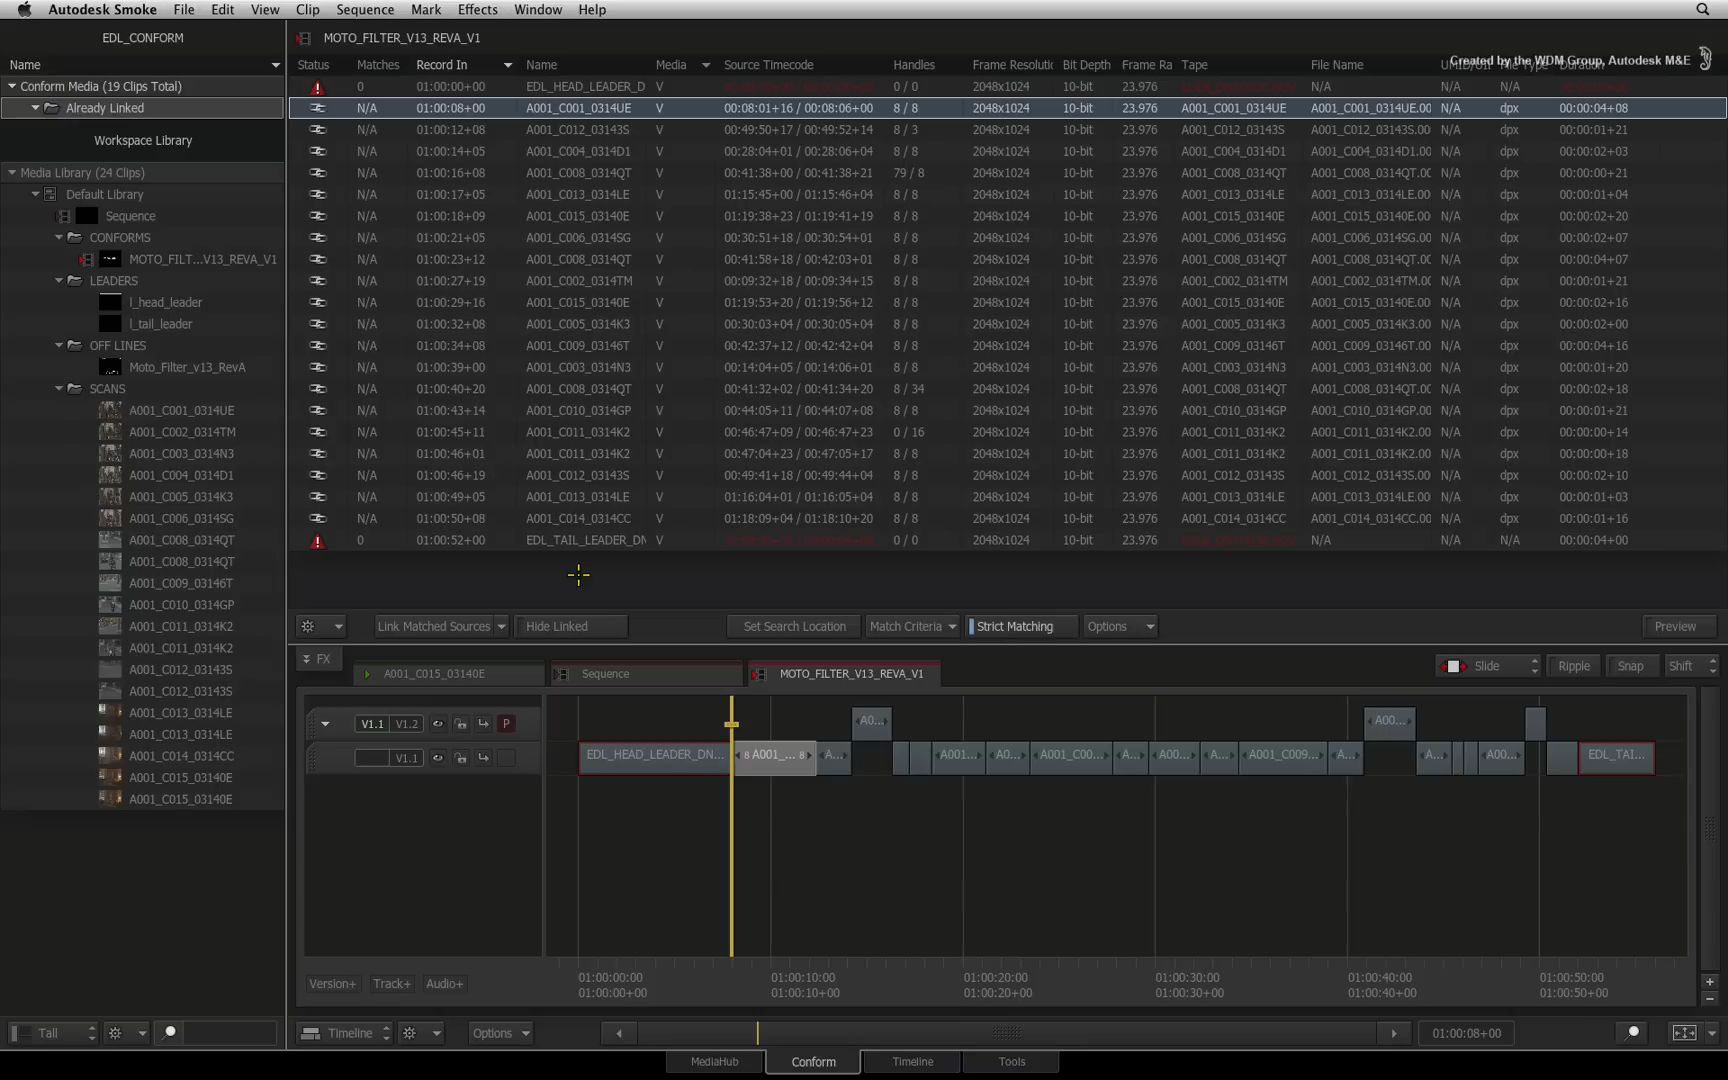 Autodesk Smoke File Edit View Clip Sequence Mark Effects Window Help
EDL_CONFORM
Name
Conform Media (19 Clips Total)
Already Linked
Workspace Library
Media Library (24 Clips)
Default Library
Sequence
CONFORMS
MOTO_FILT...V13_REVA_V1
LEADERS
l_head_leader
l_tail_leader
OFF LINES
Moto_Filter_v13_RevA
SCANS
A001_C001_0314UE
A001_C002_0314TM
A001_C003_0314N3
A001_C004_0314D1
A001_C005_0314K3
A001_C006_0314SG
A001_C008_0314QT
A001_C008_0314QT
A001_C009_03146T
A001_C010_0314GP
A001_C011_0314K2
A001_C011_0314K2
A001_C012_03143S
A001_C012_03143S
A001_C013_0314LE
A001_C013_0314LE
A001_C014_0314CC
A001_C015_03140E
A001_C015_03140E
Tall
MOTO_FILTER_V13_REVA_V1
Created by the WDM Group, Autodesk M&E
Status Matches Record In Name Media Source Timecode Handles Frame Resolutic Bit Depth Frame Ra Tape File Name
0 01:00:00+00 EDL_HEAD_LEADER_D V 0 / 0 2048x1024 10-bit 23.976 N/A N/A N/A
N/A 01:00:08+00 A001_C001_0314UE V 00:08:01+16 / 00:08:06+00 8 / 8 2048x1024 10-bit 23.976 A001_C001_0314UE A001_C001_0314UE.00 N/A dpx 00:00:04+08
N/A 01:00:12+08 A001_C012_03143S V 00:49:50+17 / 00:49:52+14 8 / 3 2048x1024 10-bit 23.976 A001_C012_03143S A001_C012_03143S.00 N/A dpx 00:00:01+21
N/A 01:00:14+05 A001_C004_0314D1 V 00:28:04+01 / 00:28:06+04 8 / 8 2048x1024 10-bit 23.976 A001_C004_0314D1 A001_C004_0314D1.00 N/A dpx 00:00:02+03
N/A 01:00:16+08 A001_C008_0314QT V 00:41:38+00 / 00:41:38+21 79 / 8 2048x1024 10-bit 23.976 A001_C008_0314QT A001_C008_0314QT.00 N/A dpx 00:00:00+21
N/A 01:00:17+05 A001_C013_0314LE V 01:15:45+00 / 01:15:46+04 8 / 8 2048x1024 10-bit 23.976 A001_C013_0314LE A001_C013_0314LE.00 N/A dpx 00:00:01+04
N/A 01:00:18+09 A001_C015_03140E V 01:19:38+23 / 01:19:41+19 8 / 8 2048x1024 10-bit 23.976 A001_C015_03140E A001_C015_03140E.00 N/A dpx 00:00:02+20
N/A 01:00:21+05 A001_C006_0314SG V 00:30:51+18 / 00:30:54+01 8 / 8 2048x1024 10-bit 23.976 A001_C006_0314SG A001_C006_0314SG.00 N/A dpx 00:00:02+07
N/A 01:00:23+12 A001_C008_0314QT V 00:41:58+18 / 00:42:03+01 8 / 8 2048x1024 10-bit 23.976 A001_C008_0314QT A001_C008_0314QT.00 N/A dpx 00:00:04+07
N/A 01:00:27+19 A001_C002_0314TM V 00:09:32+18 / 00:09:34+15 8 / 8 2048x1024 10-bit 23.976 A001_C002_0314TM A001_C002_0314TM.00 N/A dpx 00:00:01+21
N/A 01:00:29+16 A001_C015_03140E V 01:19:53+20 / 01:19:56+12 8 / 8 2048x1024 10-bit 23.976 A001_C015_03140E A001_C015_03140E.00 N/A dpx 00:00:02+16
N/A 01:00:32+08 A001_C005_0314K3 V 00:30:03+04 / 00:30:05+04 8 / 8 2048x1024 10-bit 23.976 A001_C005_0314K3 A001_C005_0314K3.00 N/A dpx 00:00:02+00
N/A 01:00:34+08 A001_C009_03146T V 00:42:37+12 / 00:42:42+04 8 / 8 2048x1024 10-bit 23.976 A001_C009_03146T A001_C009_03146T.00 N/A dpx 00:00:04+16
N/A 01:00:39+00 A001_C003_0314N3 V 00:14:04+05 / 00:14:06+01 8 / 8 2048x1024 10-bit 23.976 A001_C003_0314N3 A001_C003_0314N3.00 N/A dpx 00:00:01+20
N/A 01:00:40+20 A001_C008_0314QT V 00:41:32+02 / 00:41:34+20 8 / 34 2048x1024 10-bit 23.976 A001_C008_0314QT A001_C008_0314QT.00 N/A dpx 00:00:02+18
N/A 01:00:43+14 A001_C010_0314GP V 00:44:05+11 / 00:44:07+08 8 / 8 2048x1024 10-bit 23.976 A001_C010_0314GP A001_C010_0314GP.00 N/A dpx 00:00:01+21
N/A 01:00:45+11 A001_C011_0314K2 V 00:46:47+09 / 00:46:47+23 0 / 16 2048x1024 10-bit 23.976 A001_C011_0314K2 A001_C011_0314K2.00 N/A dpx 00:00:00+14
N/A 01:00:46+01 A001_C011_0314K2 V 00:47:04+23 / 00:47:05+17 8 / 8 2048x1024 10-bit 23.976 A001_C011_0314K2 A001_C011_0314K2.00 N/A dpx 00:00:00+18
N/A 01:00:46+19 A001_C012_03143S V 00:49:41+18 / 00:49:44+04 8 / 8 2048x1024 10-bit 23.976 A001_C012_03143S A001_C012_03143S.00 N/A dpx 00:00:02+10
N/A 01:00:49+05 A001_C013_0314LE V 01:16:04+01 / 01:16:05+04 8 / 8 2048x1024 10-bit 23.976 A001_C013_0314LE A001_C013_0314LE.00 N/A dpx 00:00:01+03
N/A 01:00:50+08 A001_C014_0314CC V 01:18:09+04 / 01:18:10+20 8 / 8 2048x1024 10-bit 23.976 A001_C014_0314CC A001_C014_0314CC.00 N/A dpx 00:00:01+16
0 01:00:52+00 EDL_TAIL_LEADER_DN V 0 / 0 2048x1024 10-bit 23.976 N/A N/A N/A 00:00:04+00
Link Matched Sources Hide Linked Set Search Location Match Criteria Strict Matching Options Preview
FX A001_C015_03140E Sequence MOTO_FILTER_V13_REVA_V1 Slide Ripple Snap Shift
V1.1 V1.2 P A0... A00...
V1.1 EDL_HEAD_LEADER_DN... 8 A001_... 8 A... A001... A0... A001_C00... A... A00... A... A001_C009... A... A... A00... EDL_TAI...
Version+ Track+ Audio+
01:00:00:00 01:00:10:00 01:00:20:00 01:00:30:00 01:00:40:00 01:00:50:00
01:00:00+00 01:00:10+00 01:00:20+00 01:00:30+00 01:00:40+00 01:00:50+00
Timeline Options 01:00:08+00
MediaHub Conform Timeline Tools